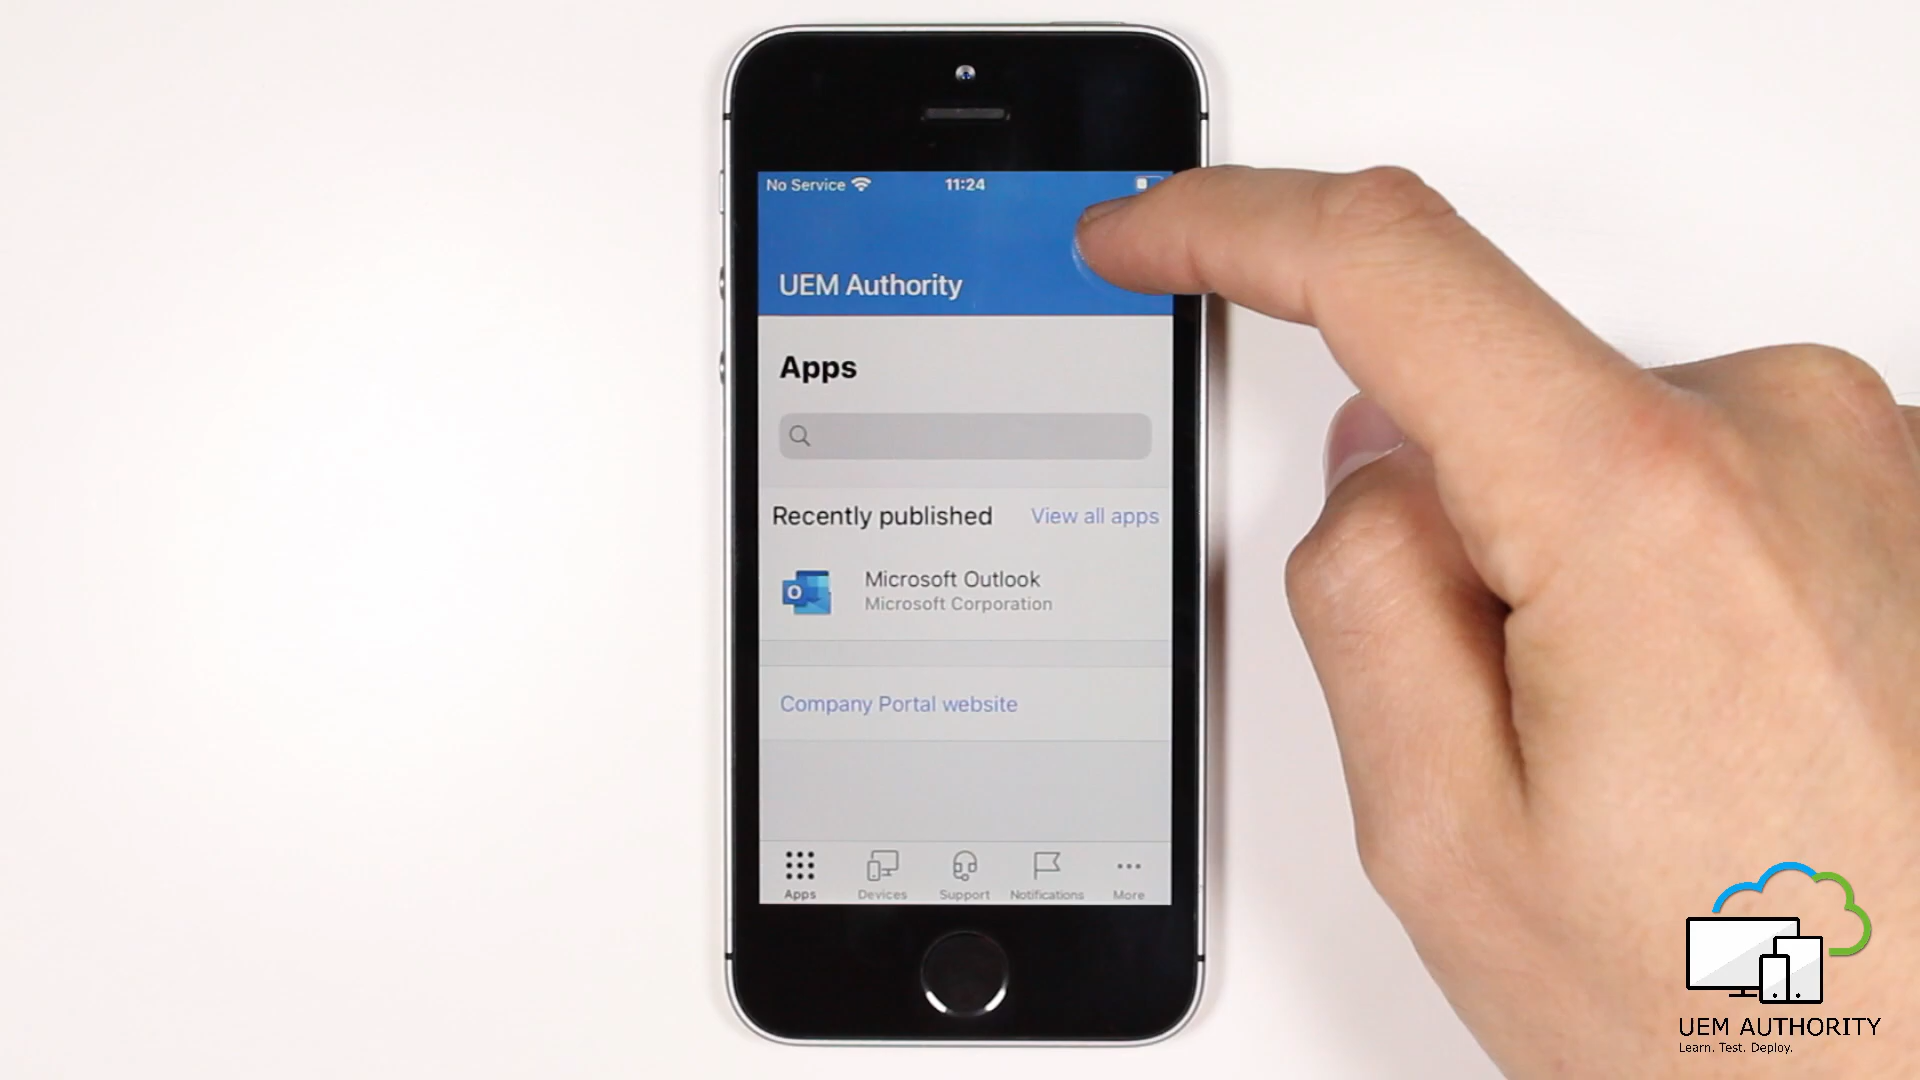 No Service 11:24
UEM Authority
Apps
Recently published View all apps
Microsoft Outlook
Microsoft Corporation
Company Portal website
Apps Devices Support Notifications More
UEM AUTHORITY
Learn. Test. Deploy.